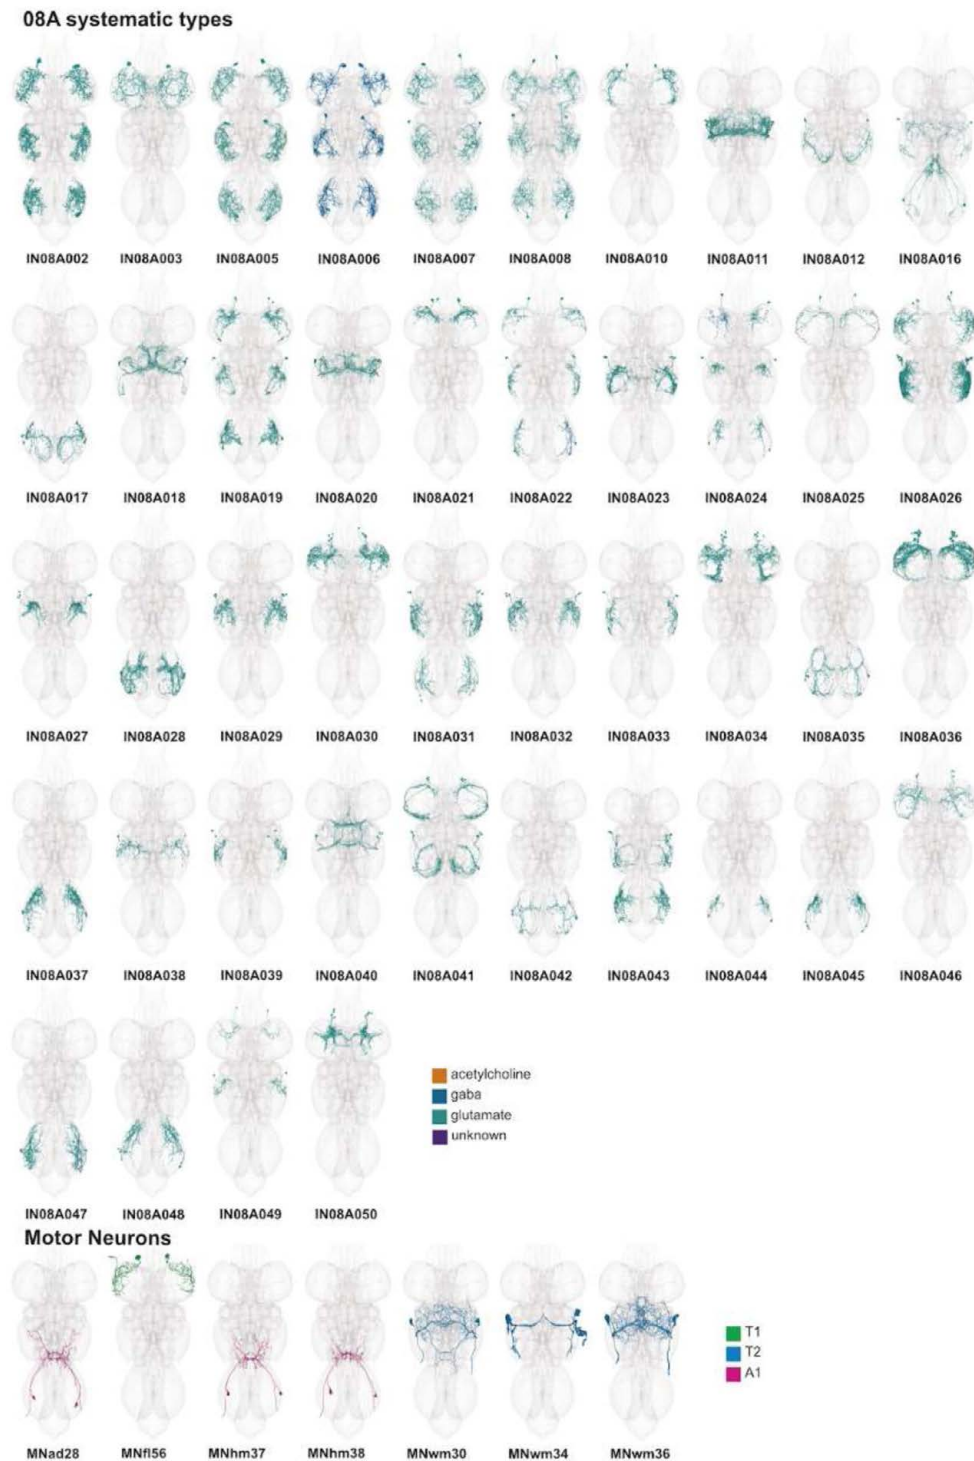 08A systematic types
IN08A002 IN08A003 IN08A005 IN08A006 IN08A007 IN08A008 IN08A010 IN08A011 IN08A012 IN08A016
IN08A017 IN08A018 IN08A019 IN08A020 IN08A021 IN08A022 IN08A023 IN08A024 IN08A025 IN08A026
IN08A027 IN08A028 IN08A029 IN08A030 IN08A031 IN08A032 IN08A033 IN08A034 IN08A035 IN08A036
IN08A037 IN08A038 IN08A039 IN08A040 IN08A041 IN08A042 IN08A043 IN08A044 IN08A045 IN08A046
acetylcholine
gaba
glutamate
unknown
IN08A047 IN08A048 IN08A049 IN08A050
Motor Neurons
T1
T2
A1
MNad28 MNfl56 MNhm37 MNhm38 MNwm30 MNwm34 MNwm36